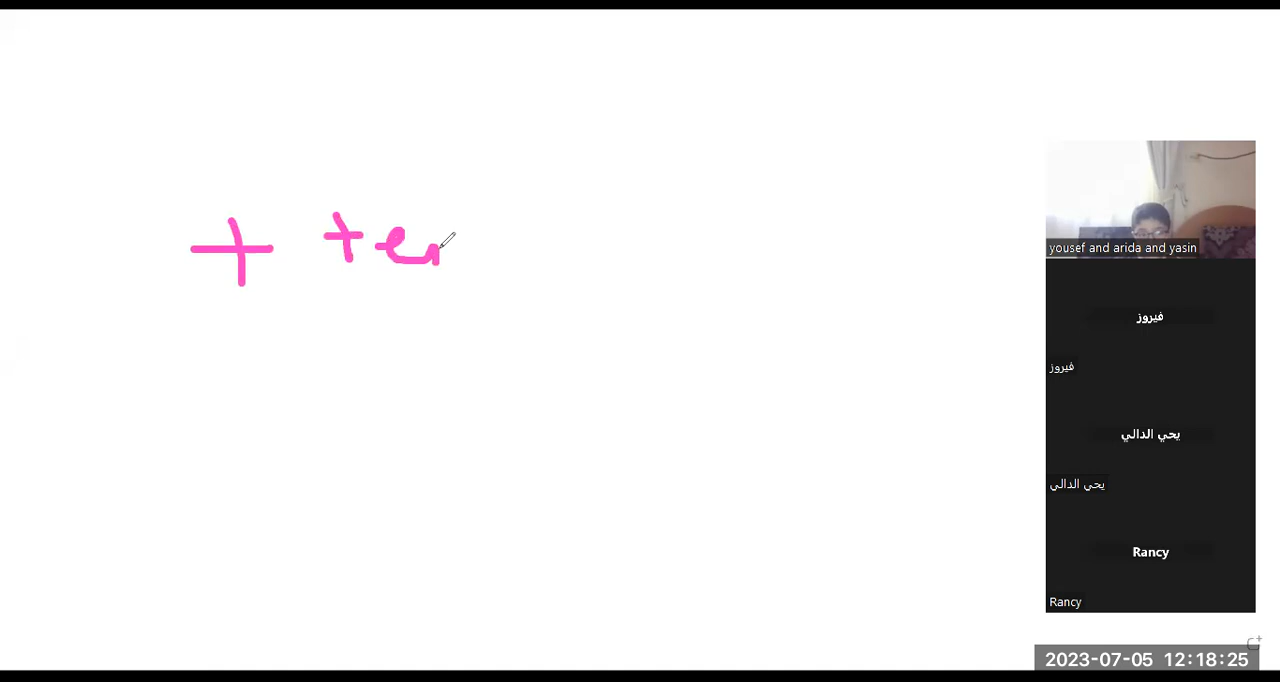 t ter
yousef and arida and yasin
فيروز
فيروز
يحي الدالي
يحي الدالي
Rancy
Rancy
2023-07-05 12:18:25